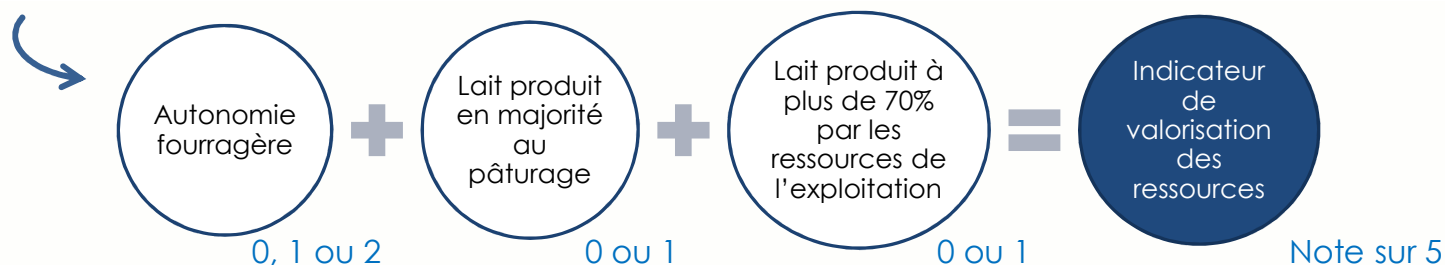 Autonomie
fourragère
Lait produit
en majorité
au
pâturage
Lait produit à
plus de 70%
par les
ressources de
l'exploitation
Indicateur
de
valorisation
des
ressources
0, 1 ou 2
0 ou 1
0 ou 1
Note sur 5